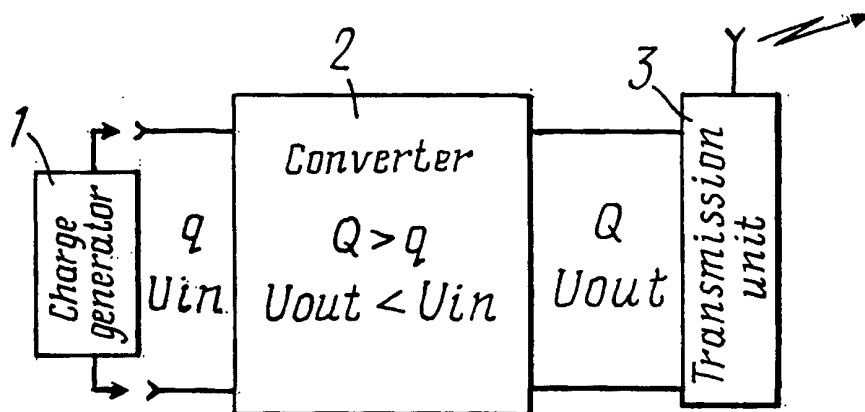 1
Charge
generator
q
Uin
2
Converter
Q > q
Uout < Uin
Q
Uout
3
Transmission
unit